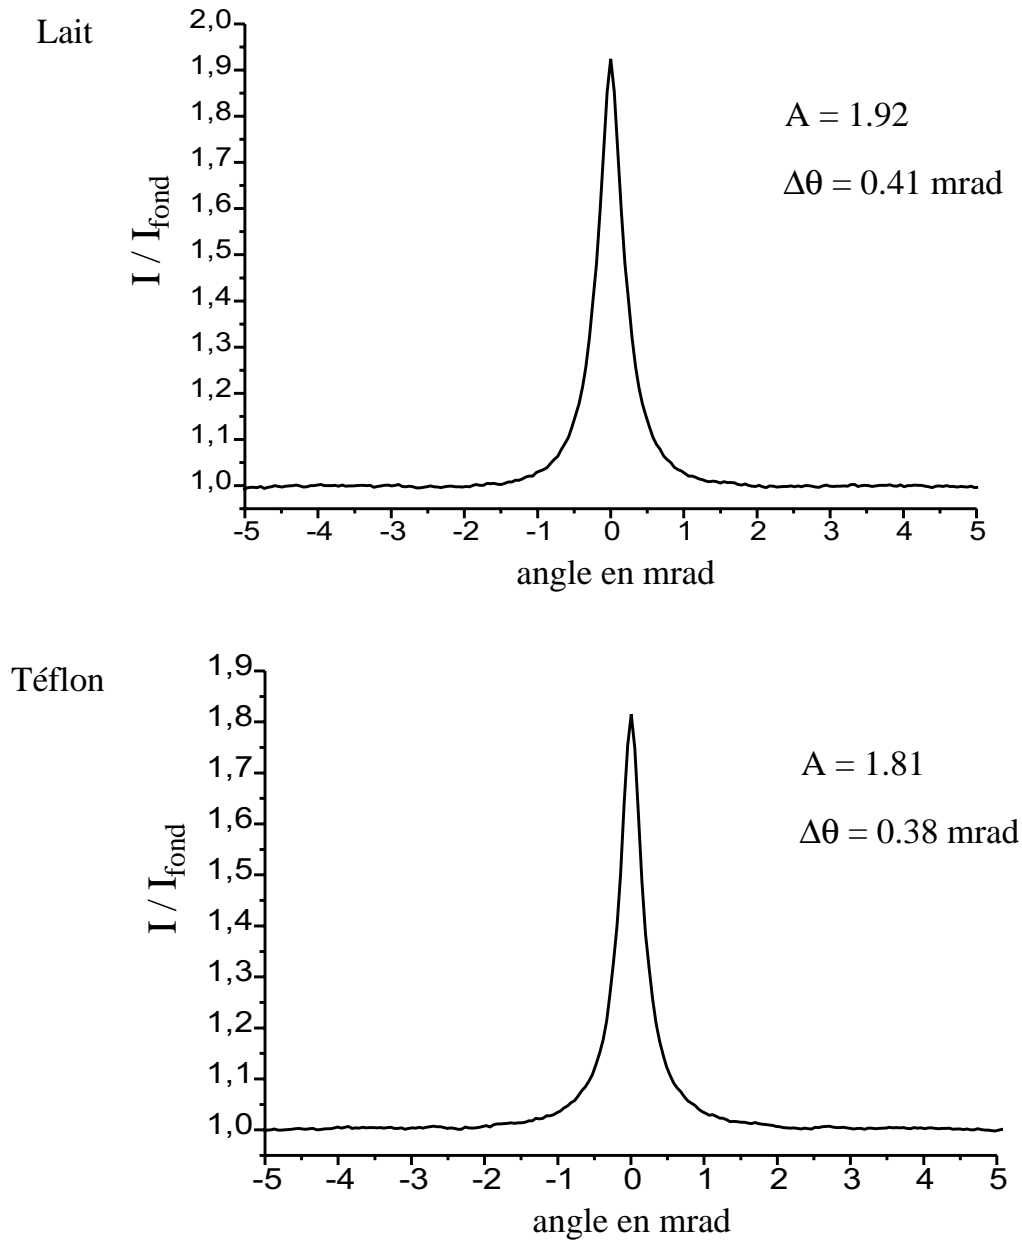 Lait
2,0
1,9
1,8
1,7
1,6
1,5
1,4
1,3
1,2
1,1
1,0
I / Ifond
A = 1.92
Δθ = 0.41 mrad
-5 -4 -3 -2 -1 0 1 2 3 4 5
angle en mrad
Téflon
1,9
1,8
1,7
1,6
1,5
1,4
1,3
1,2
1,1
1,0
I / Ifond
A = 1.81
Δθ = 0.38 mrad
-5 -4 -3 -2 -1 0 1 2 3 4 5
angle en mrad